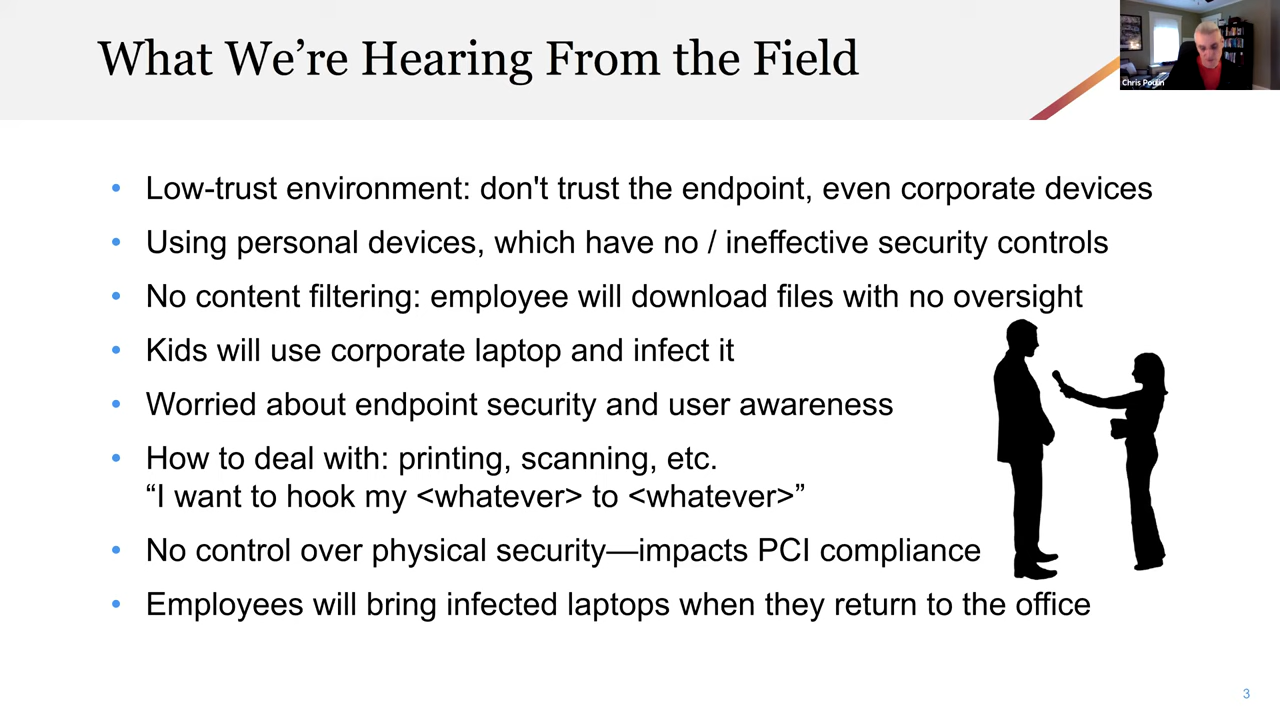 What We’re Hearing From the Field
Chris Poulin
• Low-trust environment: don't trust the endpoint, even corporate devices
• Using personal devices, which have no / ineffective security controls
• No content filtering: employee will download files with no oversight
• Kids will use corporate laptop and infect it
• Worried about endpoint security and user awareness
• How to deal with: printing, scanning, etc.
“I want to hook my <whatever> to <whatever>”
• No control over physical security—impacts PCI compliance
• Employees will bring infected laptops when they return to the office
3